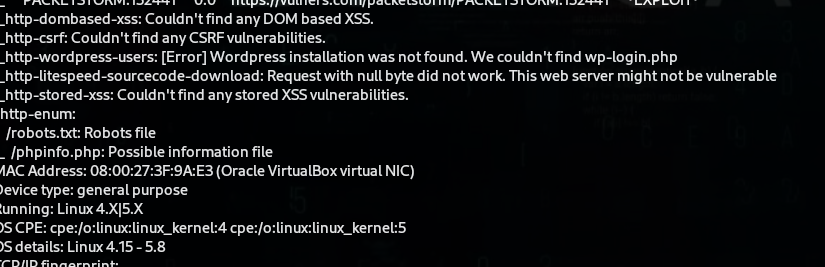 _ PACKETSTORM:152441 0.0 https://vulners.com/packetstorm/PACKETSTORM:152441 *EXPLOIT*
_http-dombased-xss: Couldn't find any DOM based XSS.
_http-csrf: Couldn't find any CSRF vulnerabilities.
_http-wordpress-users: [Error] Wordpress installation was not found. We couldn't find wp-login.php
_http-litespeed-sourcecode-download: Request with null byte did not work. This web server might not be vulnerable
_http-stored-xss: Couldn't find any stored XSS vulnerabilities.
http-enum:
/robots.txt: Robots file
_ /phpinfo.php: Possible information file
MAC Address: 08:00:27:3F:9A:E3 (Oracle VirtualBox virtual NIC)
Device type: general purpose
Running: Linux 4.X|5.X
OS CPE: cpe:/o:linux:linux_kernel:4 cpe:/o:linux:linux_kernel:5
OS details: Linux 4.15 - 5.8
TCP/IP fingerprint: